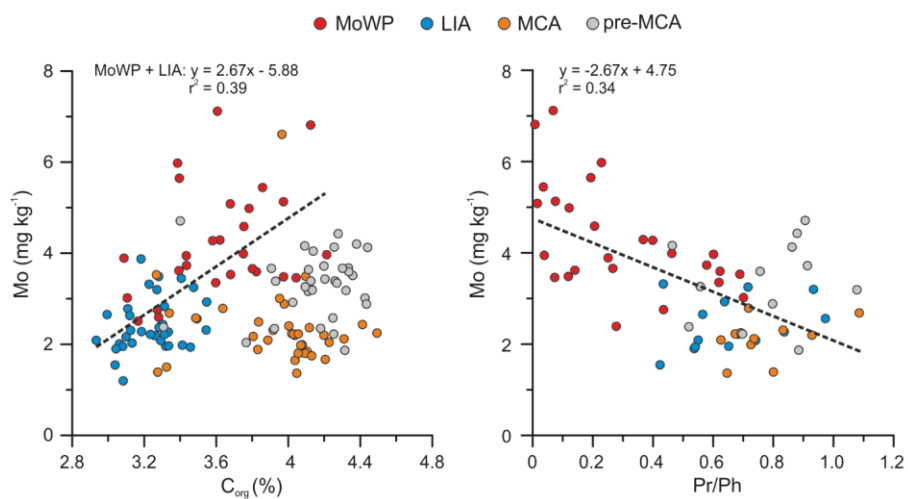 MoWP LIA MCA pre-MCA
MoWP + LIA: y = 2.67x - 5.88
r² = 0.39
y = -2.67x + 4.75
r² = 0.34
Mo (mg kg⁻¹)
8
6
4
2
0
2.8 3.2 3.6 4 4.4 4.8
C_org (%)
Mo (mg kg⁻¹)
8
6
4
2
0
0 0.2 0.4 0.6 0.8 1.0 1.2
Pr/Ph